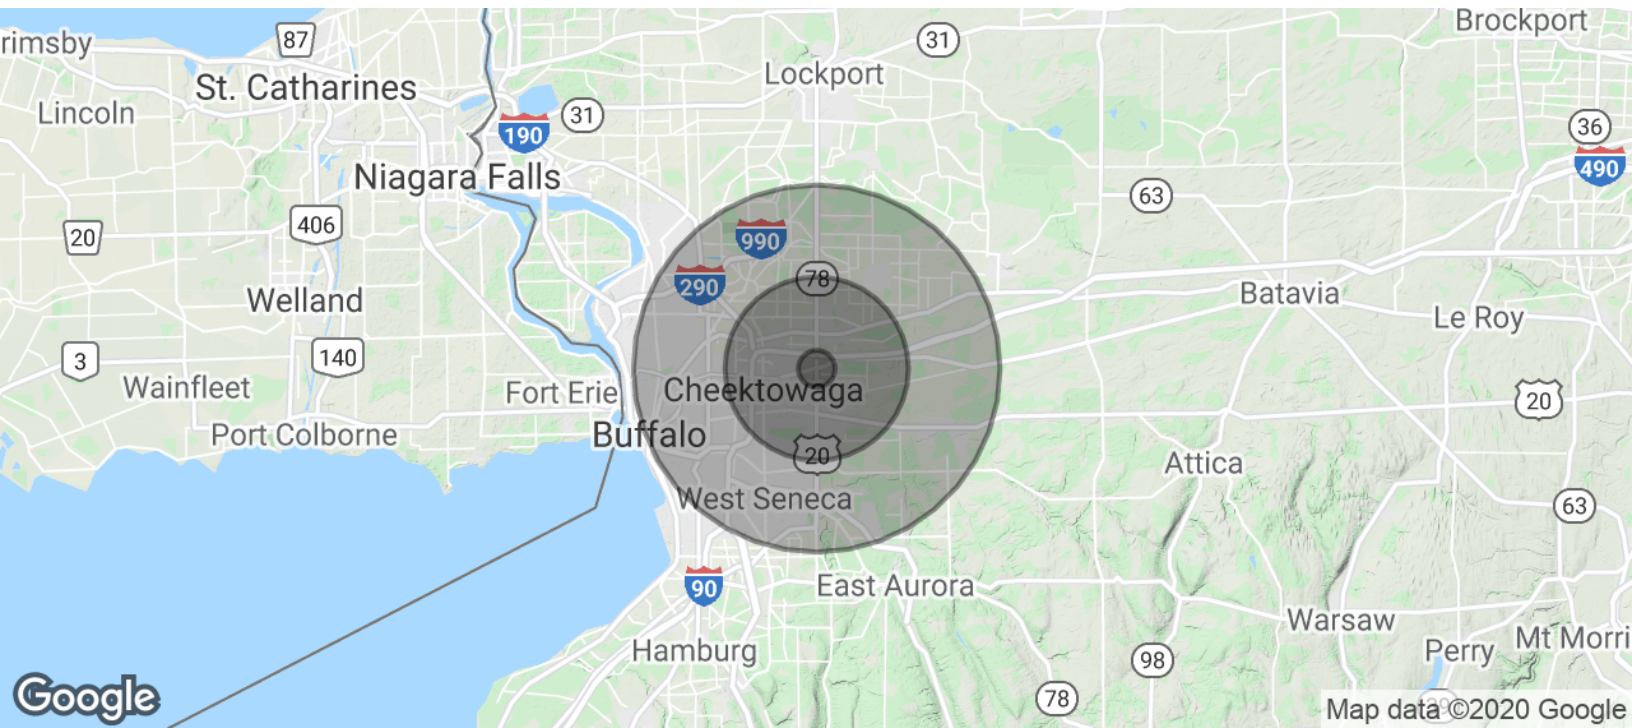 Brockport
rimsby
87
31
St. Catharines
Lockport
Lincoln
190
31
36
490
Niagara Falls
63
20
406
990
78
290
Welland
Batavia
Le Roy
3
140
Wainfleet
Fort Erie
Cheektowaga
20
Port Colborne
Buffalo
20
Attica
West Seneca
63
90
East Aurora
Warsaw
Hamburg
Perry
Mt Morri
98
78
Google
Map data ©2020 Google